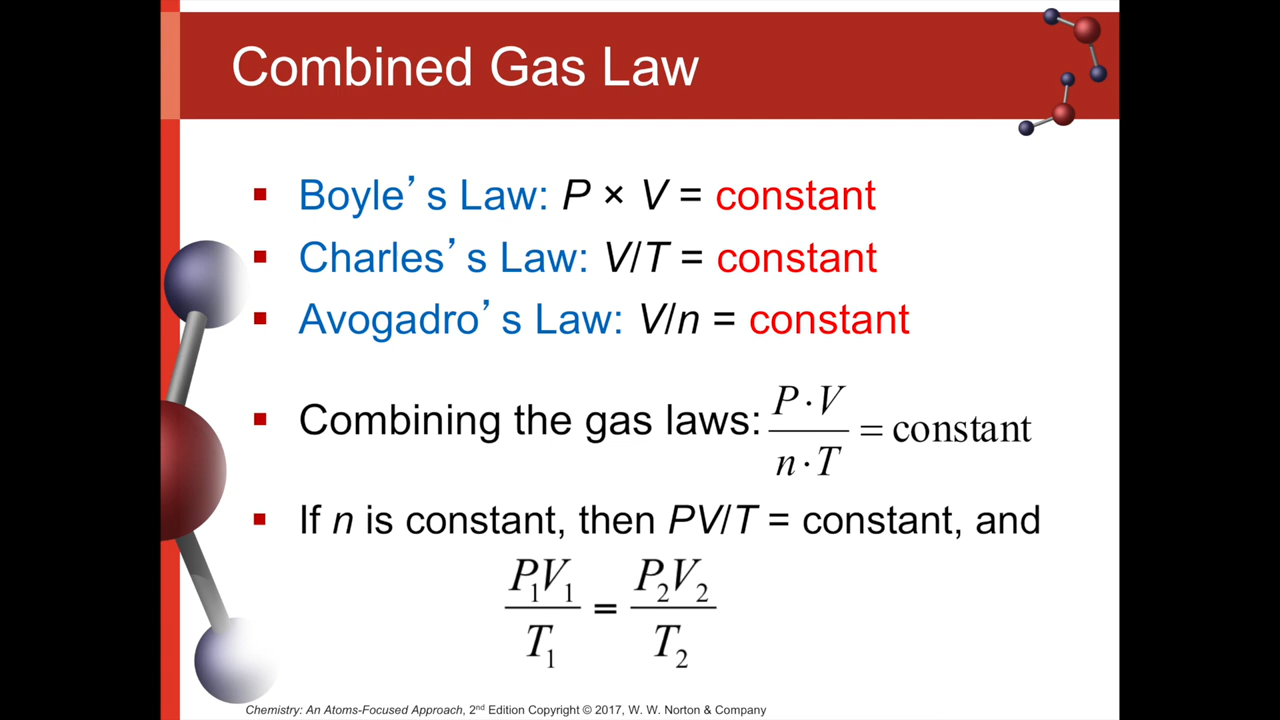 Combined Gas Law
▪ Boyle’s Law: P × V = constant
▪ Charles’s Law: V/T = constant
▪ Avogadro’s Law: V/n = constant
▪ Combining the gas laws: P·V / n·T = constant
▪ If n is constant, then PV/T = constant, and
P₁V₁ / T₁ = P₂V₂ / T₂
Chemistry: An Atoms-Focused Approach, 2nd Edition Copyright © 2017, W. W. Norton & Company